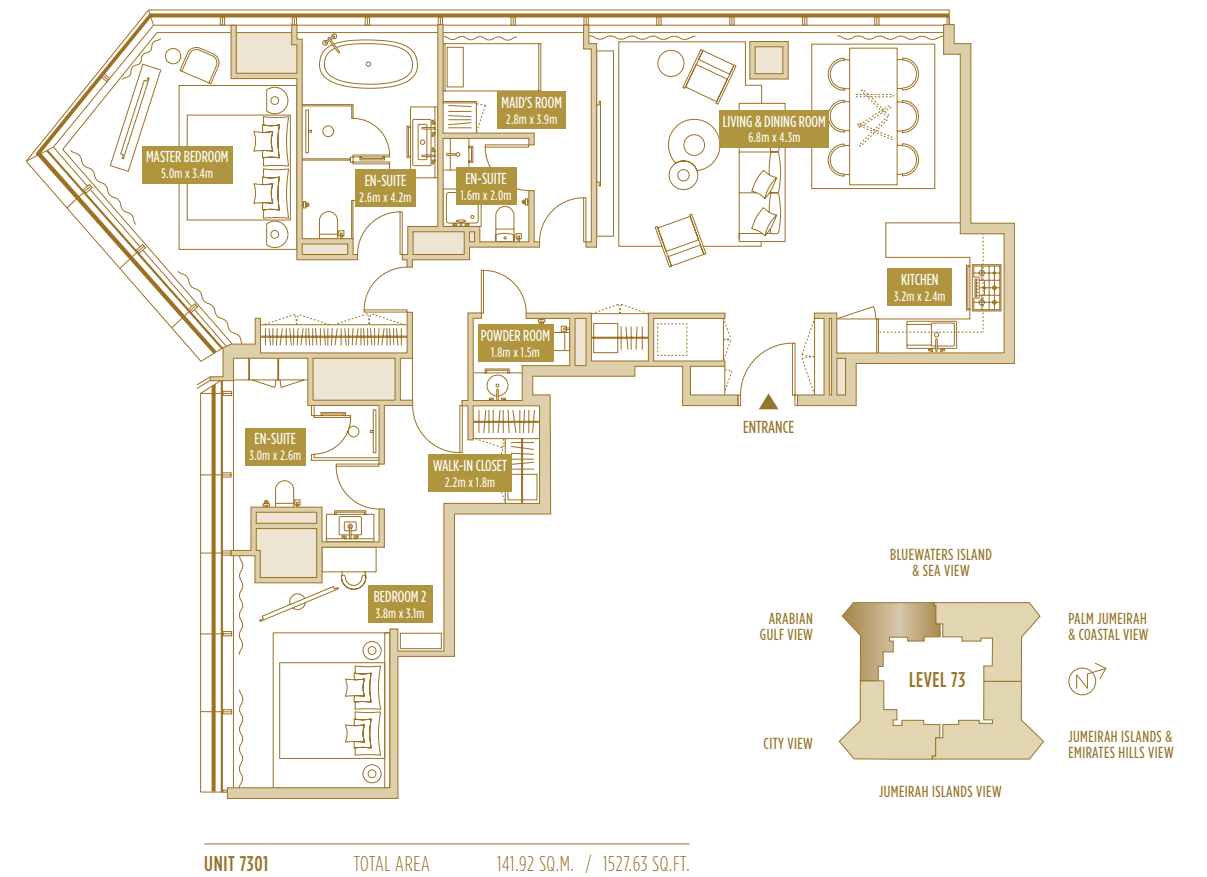 MASTER BEDROOM
5.0m x 3.4m
EN-SUITE
2.6m x 4.2m
MAID'S ROOM
2.8m x 3.9m
EN-SUITE
1.6m x 2.0m
LIVING & DINING ROOM
6.8m x 4.3m
KITCHEN
3.2m x 2.4m
POWDER ROOM
1.8m x 1.5m
ENTRANCE
EN-SUITE
3.0m x 2.6m
WALK-IN CLOSET
2.2m x 1.8m
BEDROOM 2
3.8m x 3.1m
BLUEWATERS ISLAND
& SEA VIEW
ARABIAN
GULF VIEW
PALM JUMEIRAH
& COASTAL VIEW
LEVEL 73
N
CITY VIEW
JUMEIRAH ISLANDS &
EMIRATES HILLS VIEW
JUMEIRAH ISLANDS VIEW
UNIT 7301 TOTAL AREA 141.92 SQ.M. / 1527.63 SQ.FT.